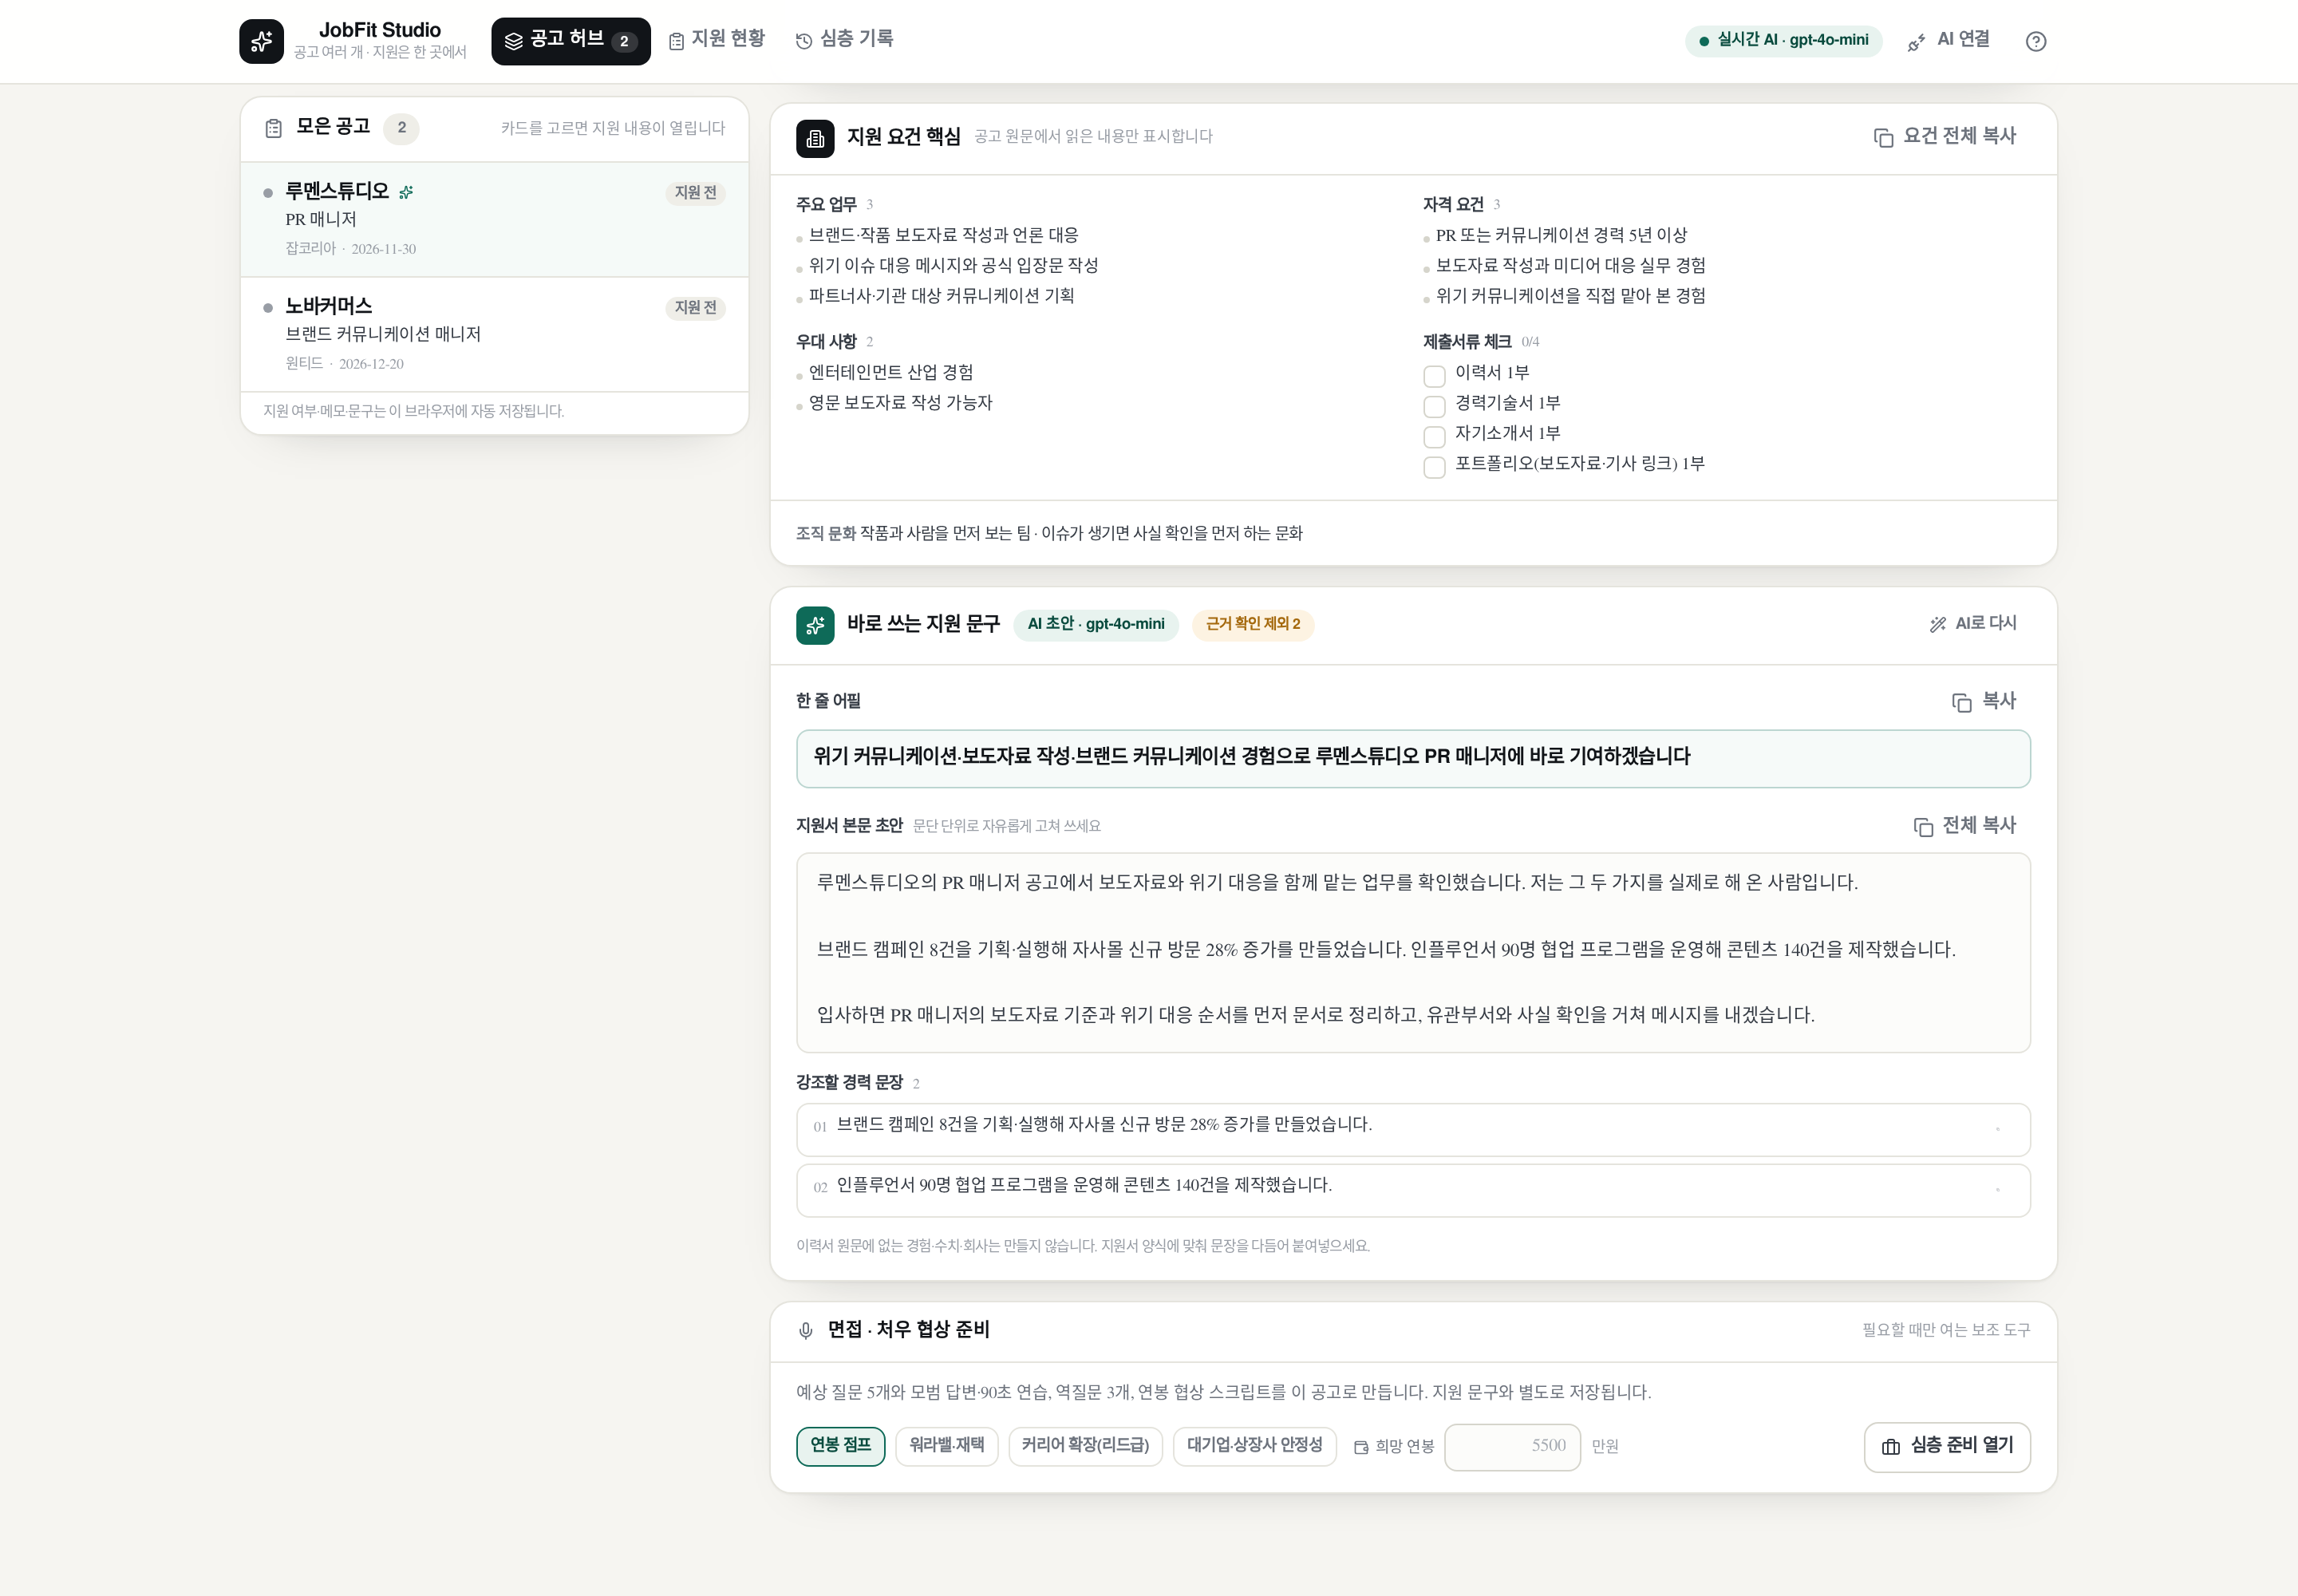 JobFit Studio
공고 여러 개 · 지원은 한 곳에서
공고 허브 2
지원 현황
심층 기록
실시간 AI · gpt-4o-mini
AI 연결
모은 공고 2
카드를 고르면 지원 내용이 열립니다
루멘스튜디오
지원 전
PR 매니저
잡코리아 · 2026-11-30
노바커머스
지원 전
브랜드 커뮤니케이션 매니저
원티드 · 2026-12-20
지원 여부·메모·문구는 이 브라우저에 자동 저장됩니다.
지원 요건 핵심 공고 원문에서 읽은 내용만 표시합니다
요건 전체 복사
주요 업무 3
브랜드·작품 보도자료 작성과 언론 대응
위기 이슈 대응 메시지와 공식 입장문 작성
파트너사·기관 대상 커뮤니케이션 기획
자격 요건 3
PR 또는 커뮤니케이션 경력 5년 이상
보도자료 작성과 미디어 대응 실무 경험
위기 커뮤니케이션을 직접 맡아 본 경험
우대 사항 2
엔터테인먼트 산업 경험
영문 보도자료 작성 가능자
제출서류 체크 0/4
이력서 1부
경력기술서 1부
자기소개서 1부
포트폴리오(보도자료·기사 링크) 1부
조직 문화 작품과 사람을 먼저 보는 팀 · 이슈가 생기면 사실 확인을 먼저 하는 문화
바로 쓰는 지원 문구
AI 초안 · gpt-4o-mini
근거 확인 제외 2
AI로 다시
한 줄 어필
복사
위기 커뮤니케이션·보도자료 작성·브랜드 커뮤니케이션 경험으로 루멘스튜디오 PR 매니저에 바로 기여하겠습니다
지원서 본문 초안 문단 단위로 자유롭게 고쳐 쓰세요
전체 복사
루멘스튜디오의 PR 매니저 공고에서 보도자료와 위기 대응을 함께 맡는 업무를 확인했습니다. 저는 그 두 가지를 실제로 해 온 사람입니다.
브랜드 캠페인 8건을 기획·실행해 자사몰 신규 방문 28% 증가를 만들었습니다. 인플루언서 90명 협업 프로그램을 운영해 콘텐츠 140건을 제작했습니다.
입사하면 PR 매니저의 보도자료 기준과 위기 대응 순서를 먼저 문서로 정리하고, 유관부서와 사실 확인을 거쳐 메시지를 내겠습니다.
강조할 경력 문장 2
01 브랜드 캠페인 8건을 기획·실행해 자사몰 신규 방문 28% 증가를 만들었습니다.
02 인플루언서 90명 협업 프로그램을 운영해 콘텐츠 140건을 제작했습니다.
이력서 원문에 없는 경험·수치·회사는 만들지 않습니다. 지원서 양식에 맞춰 문장을 다듬어 붙여넣으세요.
면접 · 처우 협상 준비
필요할 때만 여는 보조 도구
예상 질문 5개와 모범 답변·90초 연습, 역질문 3개, 연봉 협상 스크립트를 이 공고로 만듭니다. 지원 문구와 별도로 저장됩니다.
연봉 점프
워라밸·재택
커리어 확장(리드급)
대기업·상장사 안정성
희망 연봉 5500 만원
심층 준비 열기